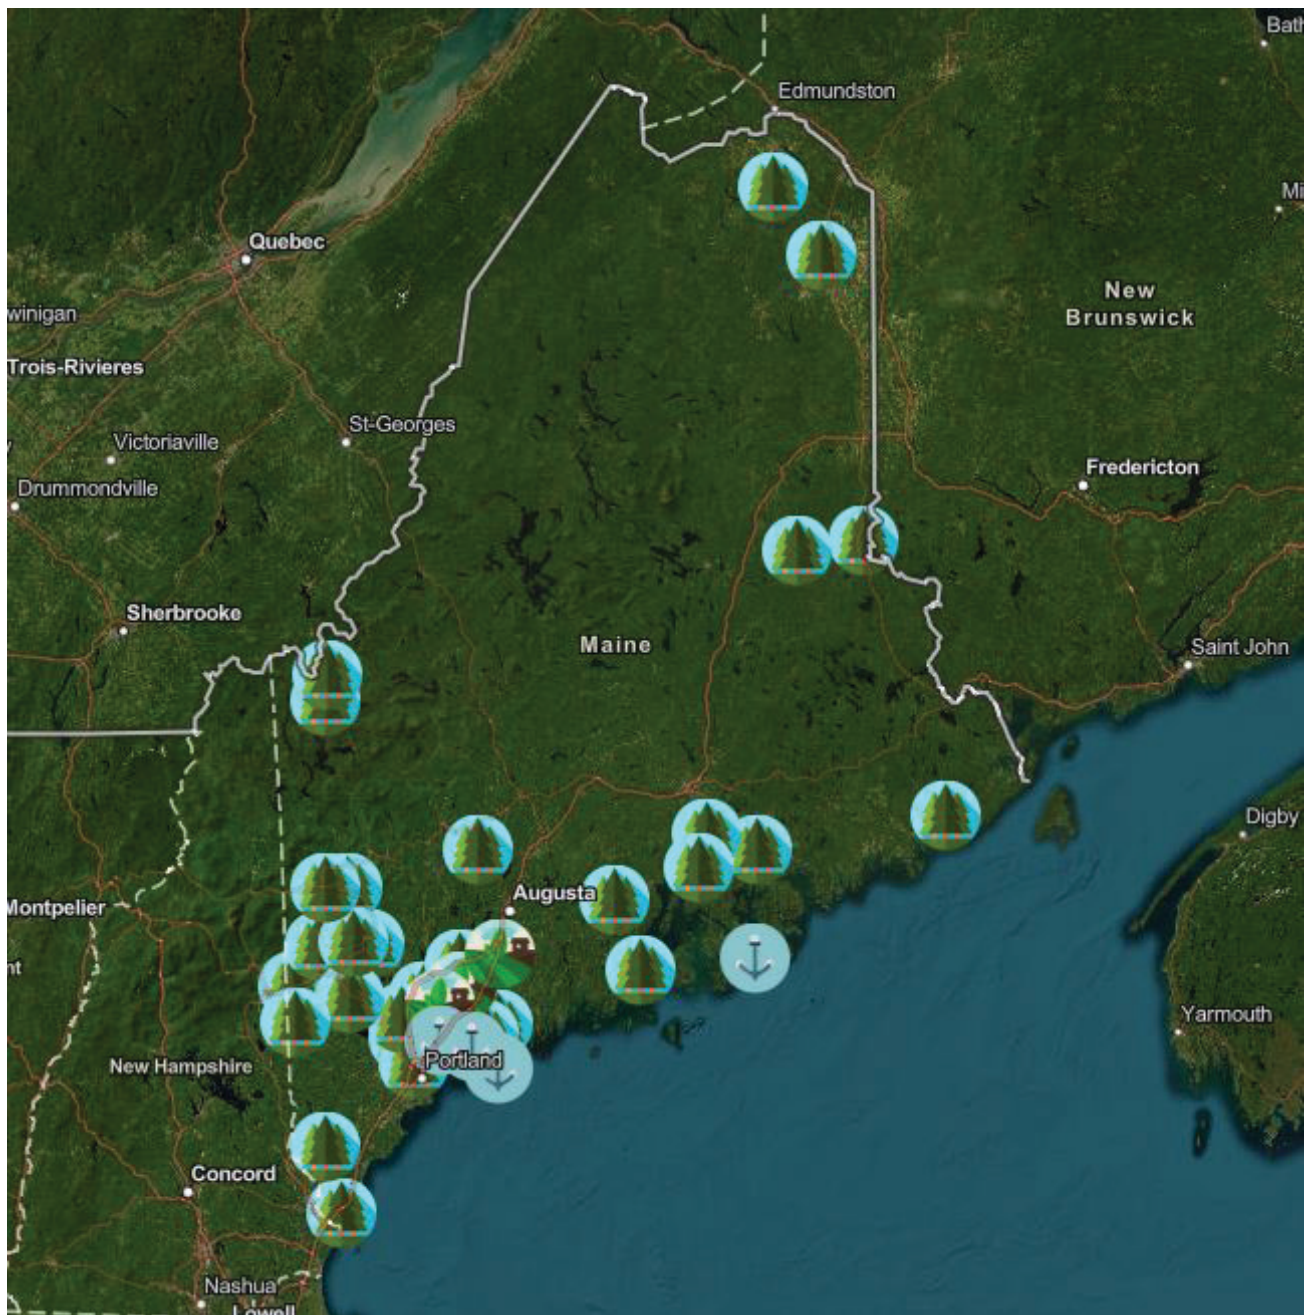 Bath
Edmundston
Mi
Quebec
New
Brunswick
winigan
Trois-Rivieres
St-Georges
Victoriaville
Fredericton
Drummondville
Sherbrooke
Maine
Saint John
Digby
Augusta
Montpelier
nt
Yarmouth
Portland
New Hampshire
Concord
Nashua
Lowell